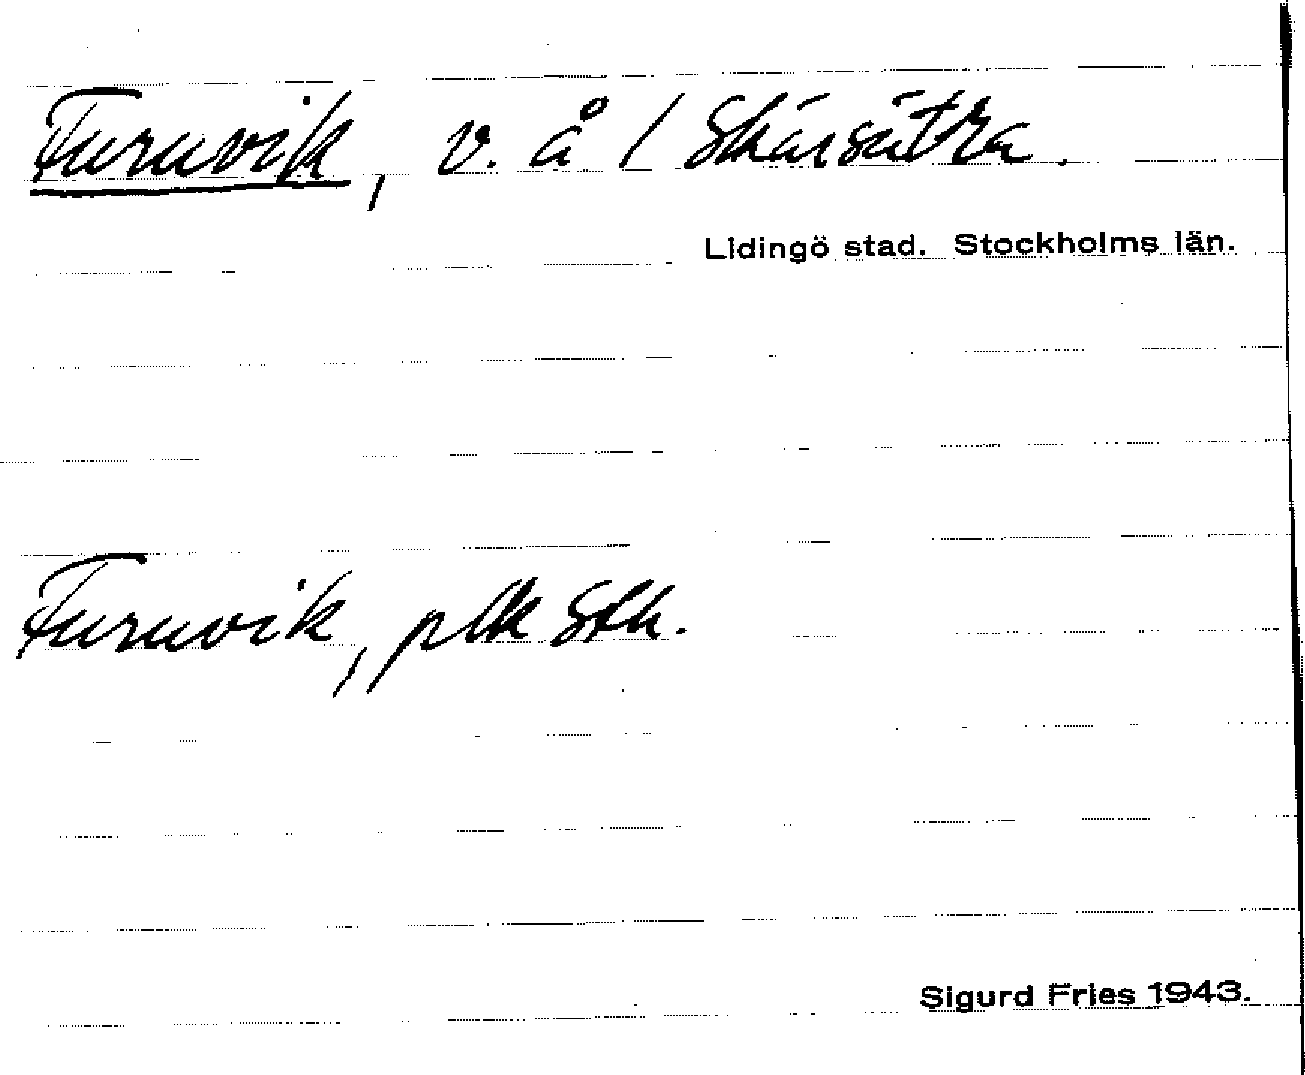 Furuvik, v. å / Skärsätra.
Lidingö stad. Stockholms län.
Furuvik, plk Sth.
Sigurd Fries 1943.